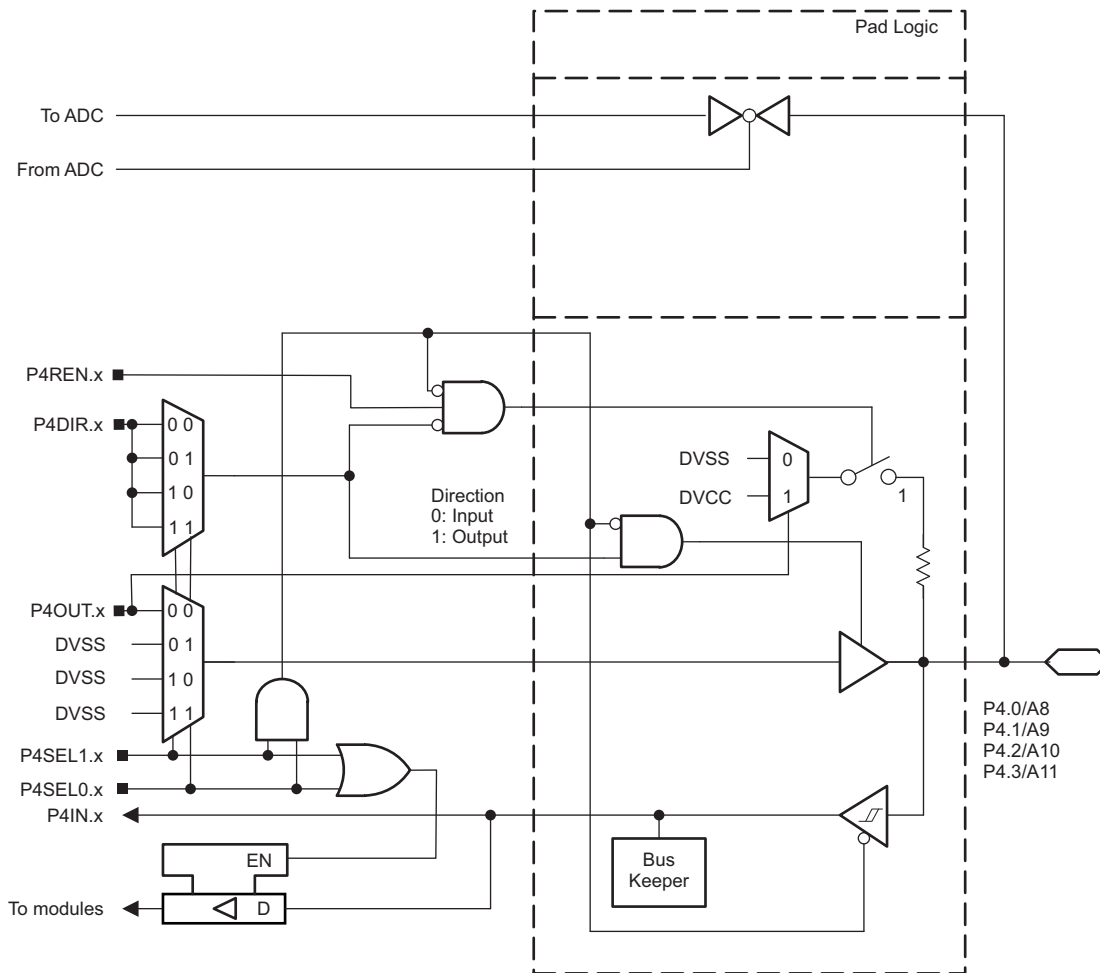 Pad Logic
To ADC
From ADC
P4REN.x
P4DIR.x
0 0
0 1
1 0
1 1
Direction
0: Input
1: Output
DVSS
0
DVCC
1
1
P4OUT.x
0 0
DVSS
0 1
DVSS
1 0
DVSS
1 1
P4.0/A8
P4.1/A9
P4.2/A10
P4.3/A11
P4SEL1.x
P4SEL0.x
P4IN.x
Bus
Keeper
EN
To modules
D